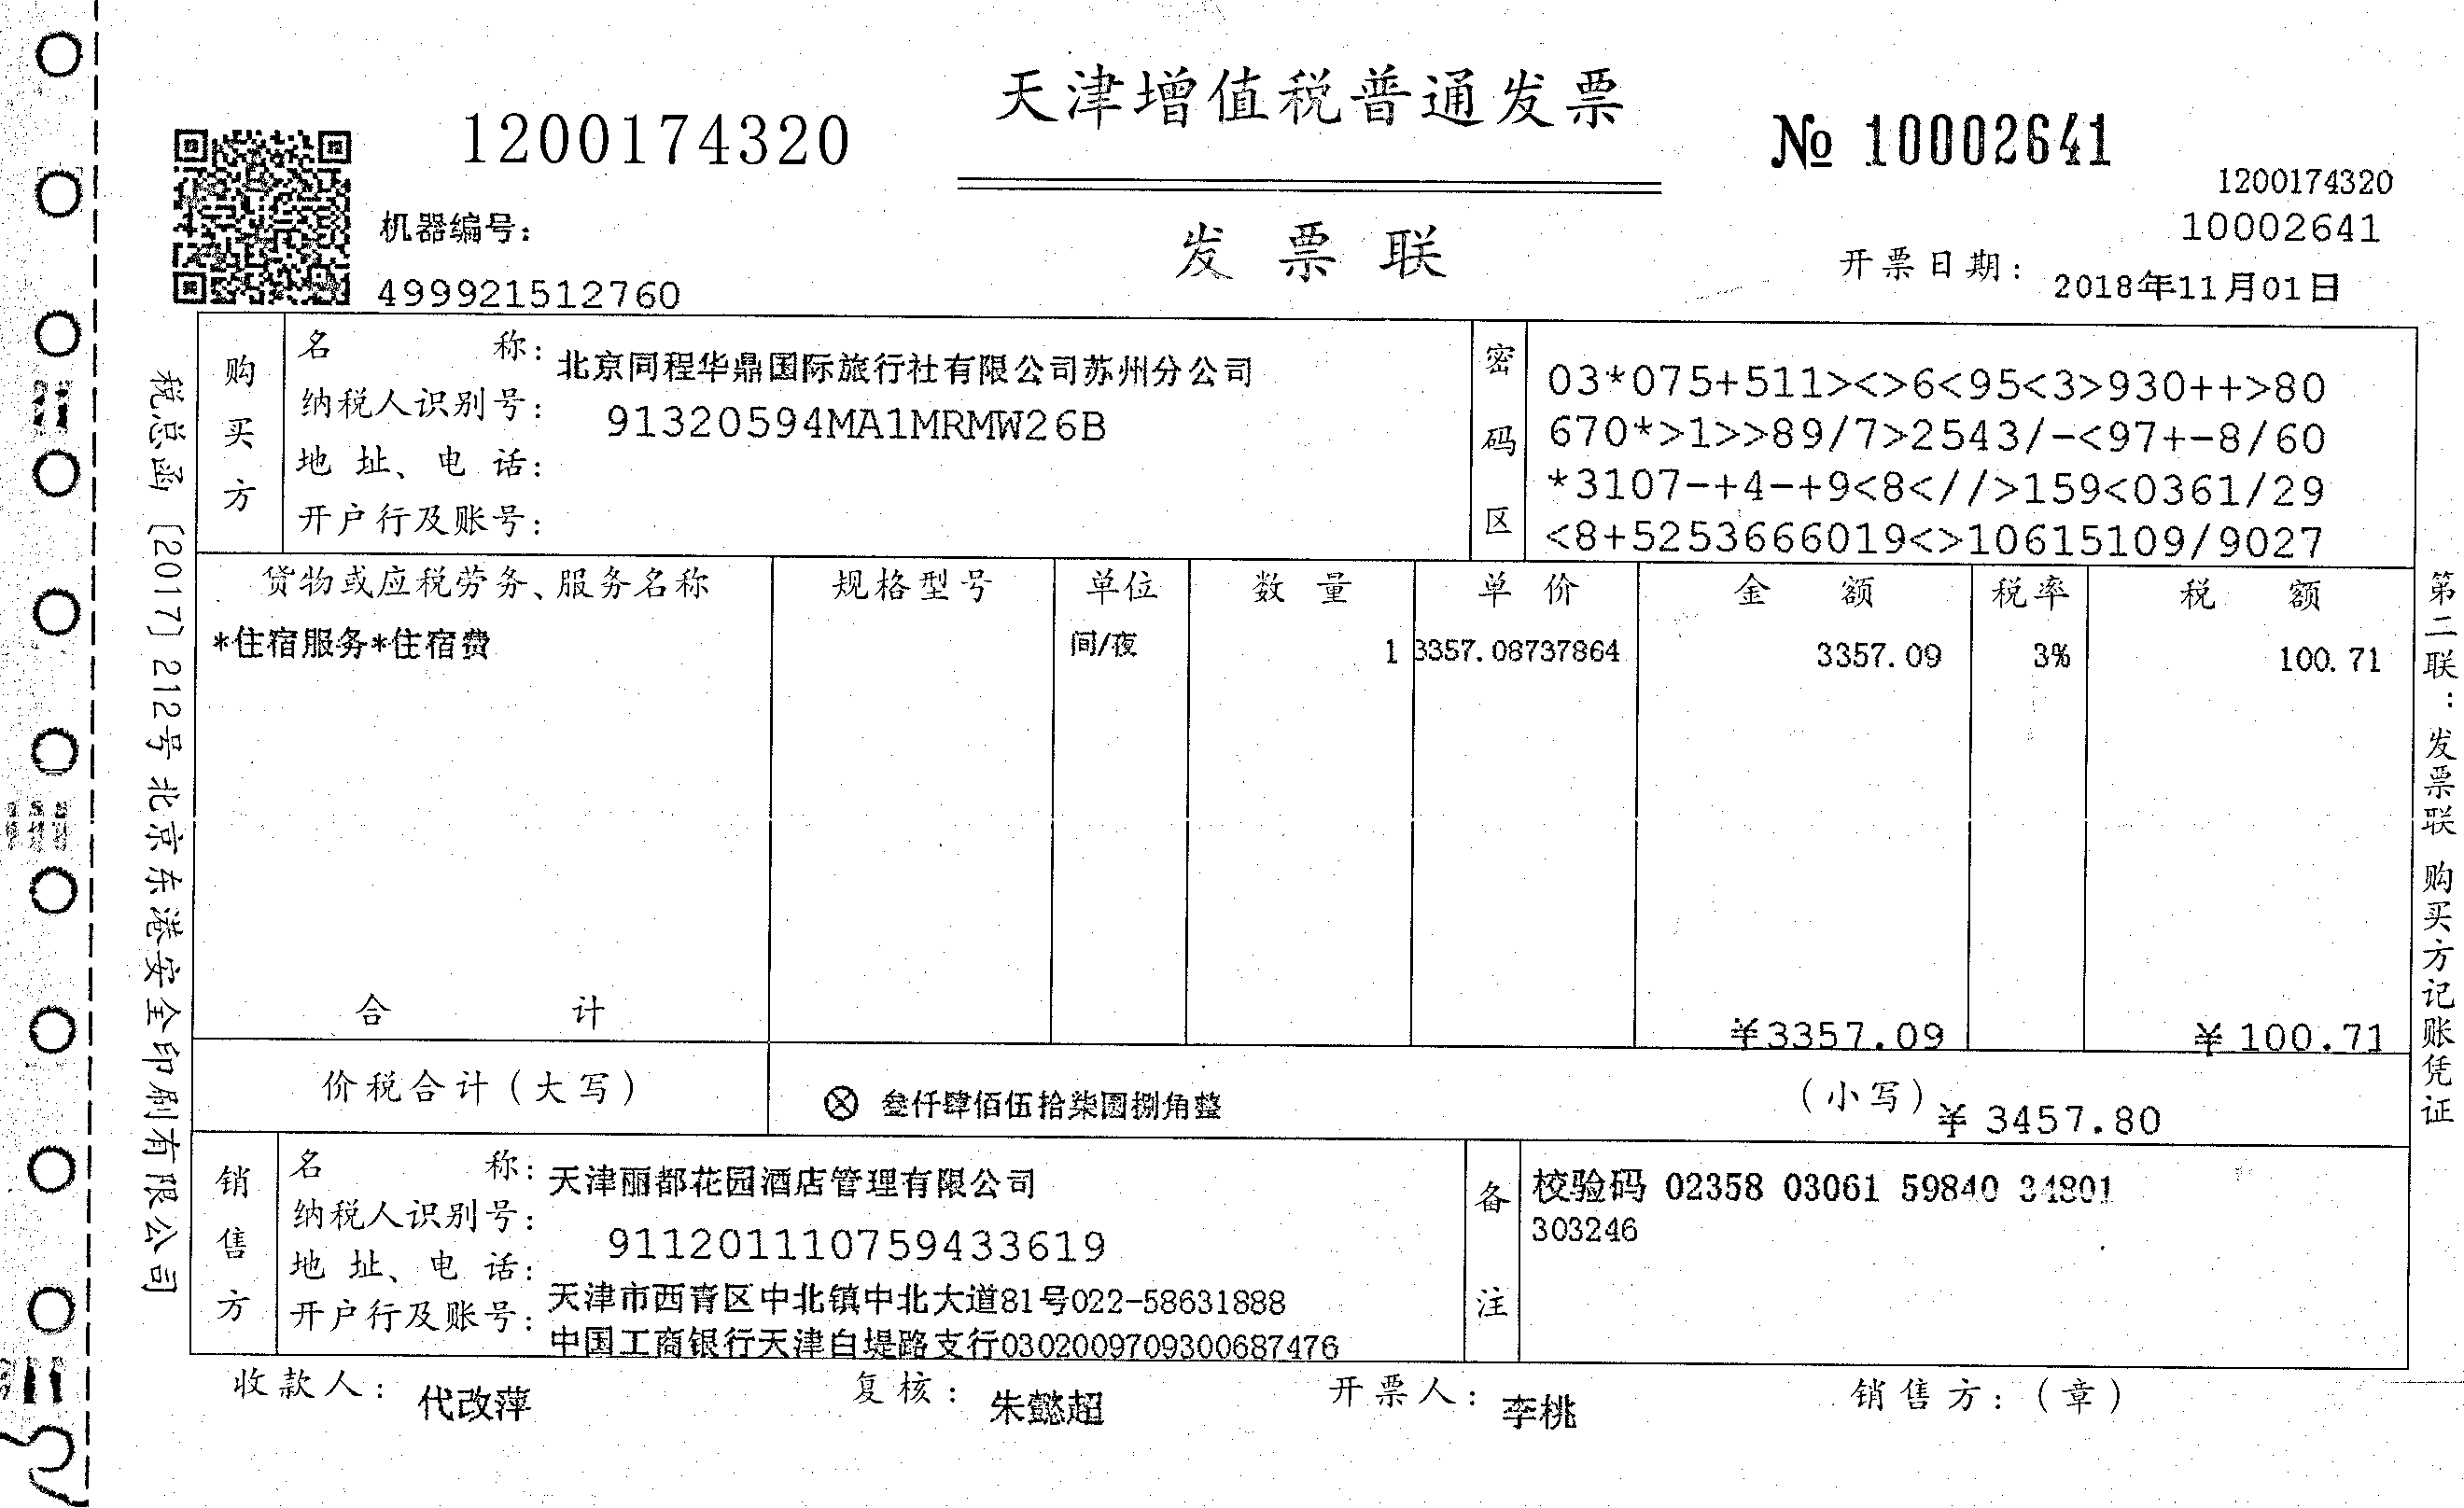 天津增值税普通发票
1200174320
№ 10002641
1200174320
10002641
机器编号：
499921512760
发票联
开票日期： 2018年11月01日
购买方
名称： 北京同程华鼎国际旅行社有限公司苏州分公司
纳税人识别号： 91320594MA1MRMW26B
地址、电话：
开户行及账号：
密码区
03*075+511><>6<95<3>930++>80
670*>1>>89/7>2543/-<97+-8/60
*3107-+4-+9<8<//>159<0361/29
<8+5253666019<>10615109/9027
货物或应税劳务、服务名称 规格型号 单位 数量 单价 金额 税率 税额
*住宿服务*住宿费 间/夜 1 3357.08737864 3357.09 3% 100.71
合计 ¥3357.09 ¥100.71
价税合计（大写） ⊗ 叁仟肆佰伍拾柒圆捌角整 （小写） ¥3457.80
销售方
名称： 天津丽都花园酒店管理有限公司
纳税人识别号： 911201110759433619
地址、电话： 天津市西青区中北镇中北大道81号022-58631888
开户行及账号： 中国工商银行天津白堤路支行0302009709300687476
备注
校验码 02358 03061 59840 34801
303246
收款人： 代改萍 复核： 朱懿超 开票人： 李桃 销售方：（章）
税总函〔2017〕212号北京东港安全印刷有限公司
第二联：发票联 购买方记账凭证